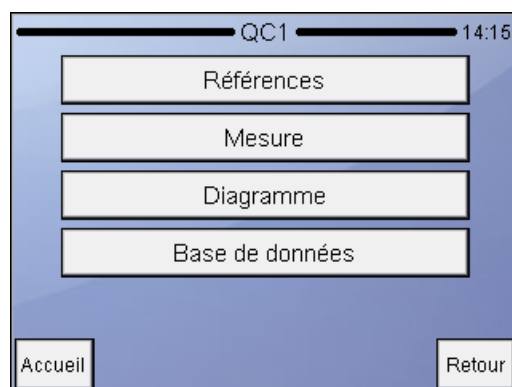 QC1 14:15
Références
Mesure
Diagramme
Base de données
Accueil Retour